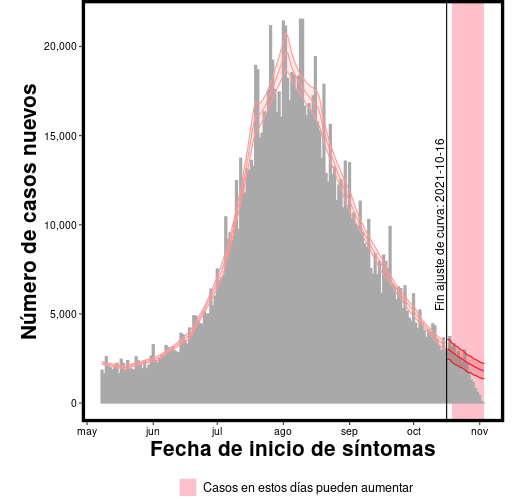 Número de casos nuevos
20,000
15,000
10,000
5,000
0
Fin ajuste de curva: 2021-10-16
may jun jul ago sep oct nov
Fecha de inicio de síntomas
Casos en estos días pueden aumentar